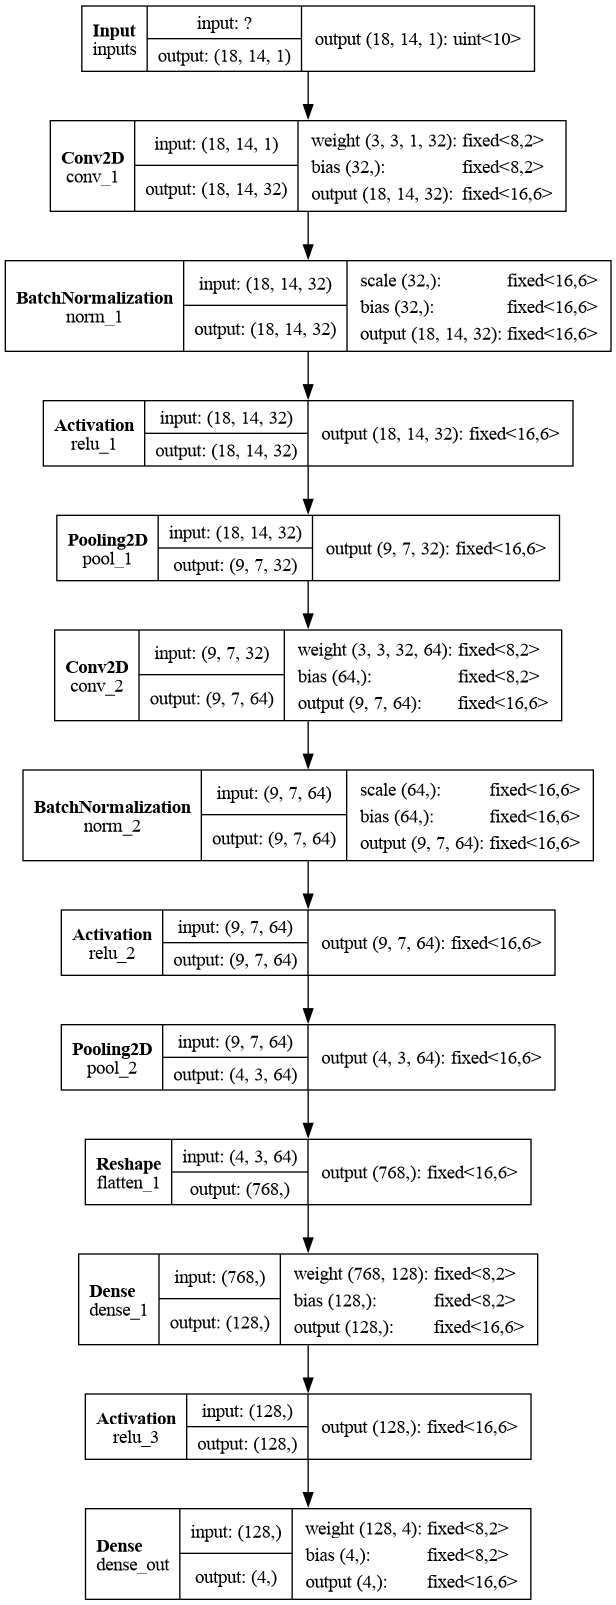 Input
inputs
input: ?
output: (18, 14, 1)
output (18, 14, 1): uint<10>
Conv2D
conv_1
input: (18, 14, 1)
output: (18, 14, 32)
weight (3, 3, 1, 32): fixed<8,2>
bias (32,): fixed<8,2>
output (18, 14, 32): fixed<16,6>
BatchNormalization
norm_1
input: (18, 14, 32)
output: (18, 14, 32)
scale (32,): fixed<16,6>
bias (32,): fixed<16,6>
output (18, 14, 32): fixed<16,6>
Activation
relu_1
input: (18, 14, 32)
output: (18, 14, 32)
output (18, 14, 32): fixed<16,6>
Pooling2D
pool_1
input: (18, 14, 32)
output: (9, 7, 32)
output (9, 7, 32): fixed<16,6>
Conv2D
conv_2
input: (9, 7, 32)
output: (9, 7, 64)
weight (3, 3, 32, 64): fixed<8,2>
bias (64,): fixed<8,2>
output (9, 7, 64): fixed<16,6>
BatchNormalization
norm_2
input: (9, 7, 64)
output: (9, 7, 64)
scale (64,): fixed<16,6>
bias (64,): fixed<16,6>
output (9, 7, 64): fixed<16,6>
Activation
relu_2
input: (9, 7, 64)
output: (9, 7, 64)
output (9, 7, 64): fixed<16,6>
Pooling2D
pool_2
input: (9, 7, 64)
output: (4, 3, 64)
output (4, 3, 64): fixed<16,6>
Reshape
flatten_1
input: (4, 3, 64)
output: (768,)
output (768,): fixed<16,6>
Dense
dense_1
input: (768,)
output: (128,)
weight (768, 128): fixed<8,2>
bias (128,): fixed<8,2>
output (128,): fixed<16,6>
Activation
relu_3
input: (128,)
output: (128,)
output (128,): fixed<16,6>
Dense
dense_out
input: (128,)
output: (4,)
weight (128, 4): fixed<8,2>
bias (4,): fixed<8,2>
output (4,): fixed<16,6>